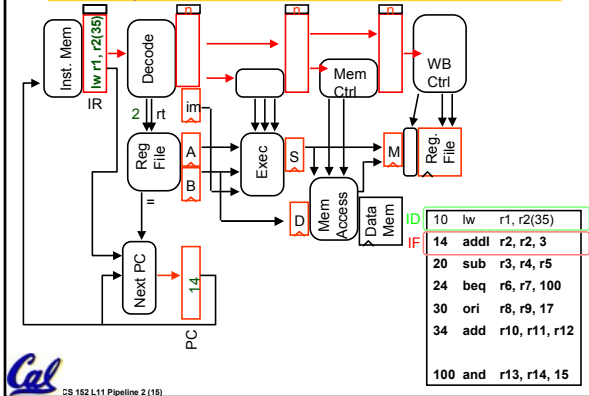 n
n
n
Inst. Mem
lw r1, r2(35)
IR
Decode
Mem
Ctrl
WB
Ctrl
2
rt
im
Reg
File
A
B
Exec
S
M
Reg.
File
=
D
Mem
Access
Data
Mem
Next PC
14
PC
ID
IF
10 lw r1, r2(35)
14 addI r2, r2, 3
20 sub r3, r4, r5
24 beq r6, r7, 100
30 ori r8, r9, 17
34 add r10, r11, r12
100 and r13, r14, 15
Cal
CS 152 L11 Pipeline 2 (15)